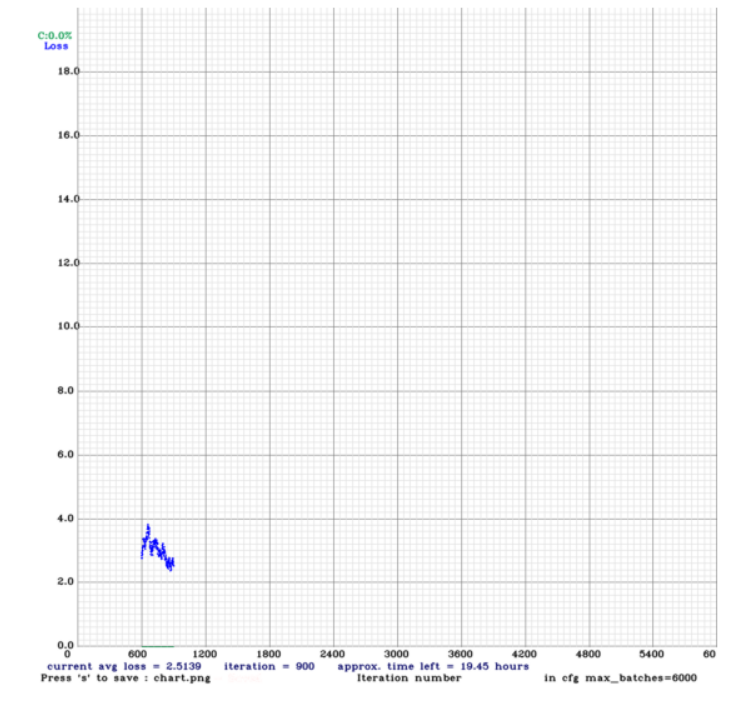 C:0.0%
Loss
18.0
16.0
14.0
12.0
10.0
8.0
6.0
4.0
2.0
0.0
0 600 1200 1800 2400 3000 3600 4200 4800 5400 60
current avg loss = 2.5139 iteration = 900 approx. time left = 19.45 hours
Press 's' to save : chart.png Iteration number in cfg max_batches=6000